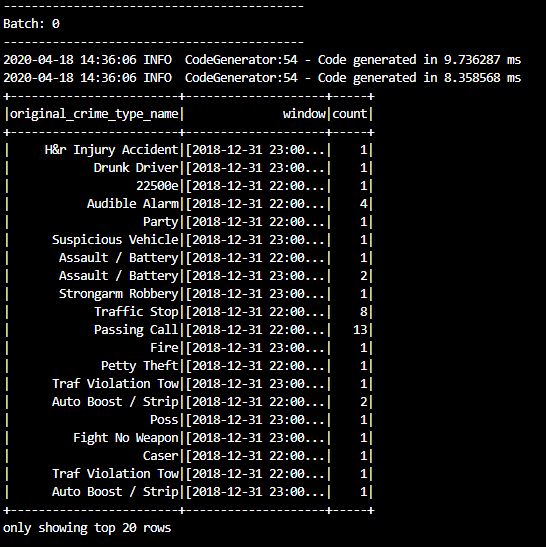 -------------------------------------------
Batch: 0
-------------------------------------------
2020-04-18 14:36:06 INFO  CodeGenerator:54 - Code generated in 9.736287 ms
2020-04-18 14:36:06 INFO  CodeGenerator:54 - Code generated in 8.358568 ms
+------------------------+--------------------+-----+
|original_crime_type_name|              window|count|
+------------------------+--------------------+-----+
|     H&r Injury Accident|[2018-12-31 23:00...|    1|
|            Drunk Driver|[2018-12-31 23:00...|    1|
|                  22500e|[2018-12-31 22:00...|    1|
|           Audible Alarm|[2018-12-31 22:00...|    4|
|                   Party|[2018-12-31 22:00...|    1|
|      Suspicious Vehicle|[2018-12-31 23:00...|    1|
|       Assault / Battery|[2018-12-31 22:00...|    1|
|       Assault / Battery|[2018-12-31 23:00...|    2|
|       Strongarm Robbery|[2018-12-31 23:00...|    1|
|            Traffic Stop|[2018-12-31 22:00...|    8|
|            Passing Call|[2018-12-31 22:00...|   13|
|                    Fire|[2018-12-31 23:00...|    1|
|             Petty Theft|[2018-12-31 22:00...|    1|
|      Traf Violation Tow|[2018-12-31 23:00...|    1|
|      Auto Boost / Strip|[2018-12-31 22:00...|    2|
|                    Poss|[2018-12-31 23:00...|    1|
|         Fight No Weapon|[2018-12-31 23:00...|    1|
|                   Caser|[2018-12-31 22:00...|    1|
|      Traf Violation Tow|[2018-12-31 22:00...|    1|
|      Auto Boost / Strip|[2018-12-31 23:00...|    1|
+------------------------+--------------------+-----+
only showing top 20 rows